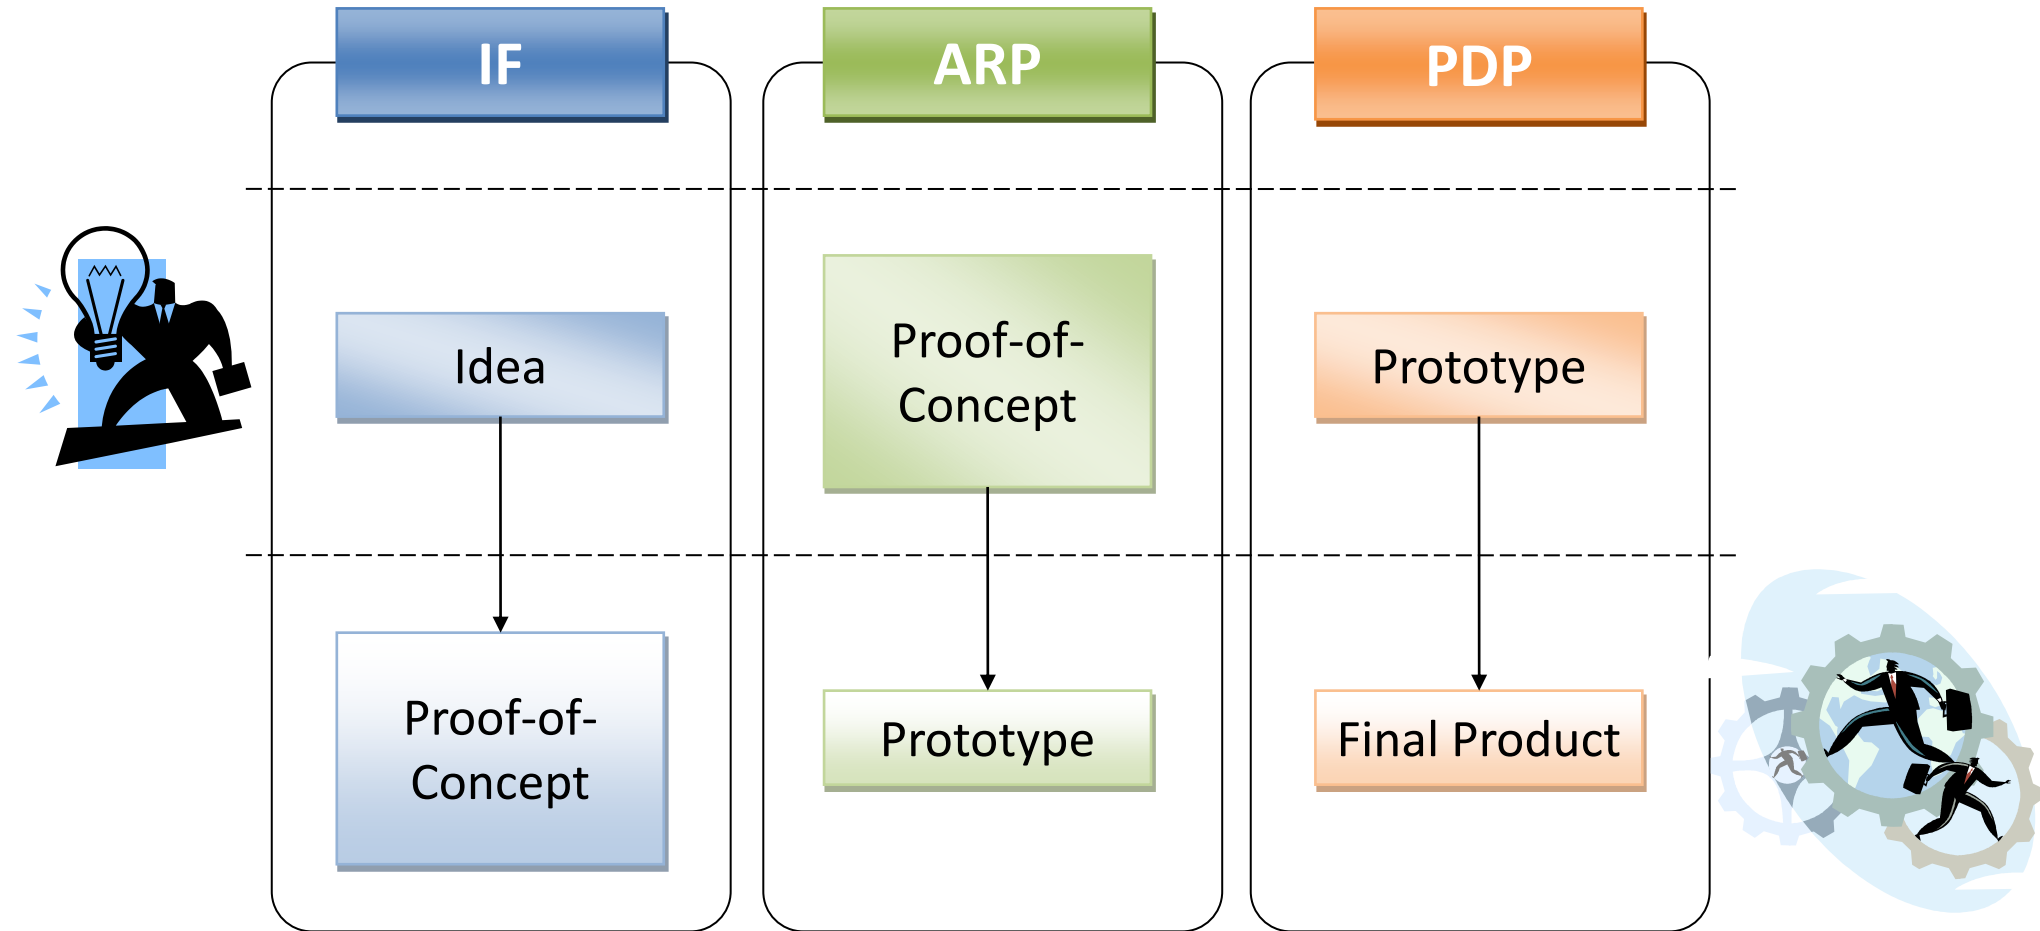 IF
ARP
PDP
Idea
Proof-of-
Concept
Prototype
Proof-of-
Concept
Prototype
Final Product